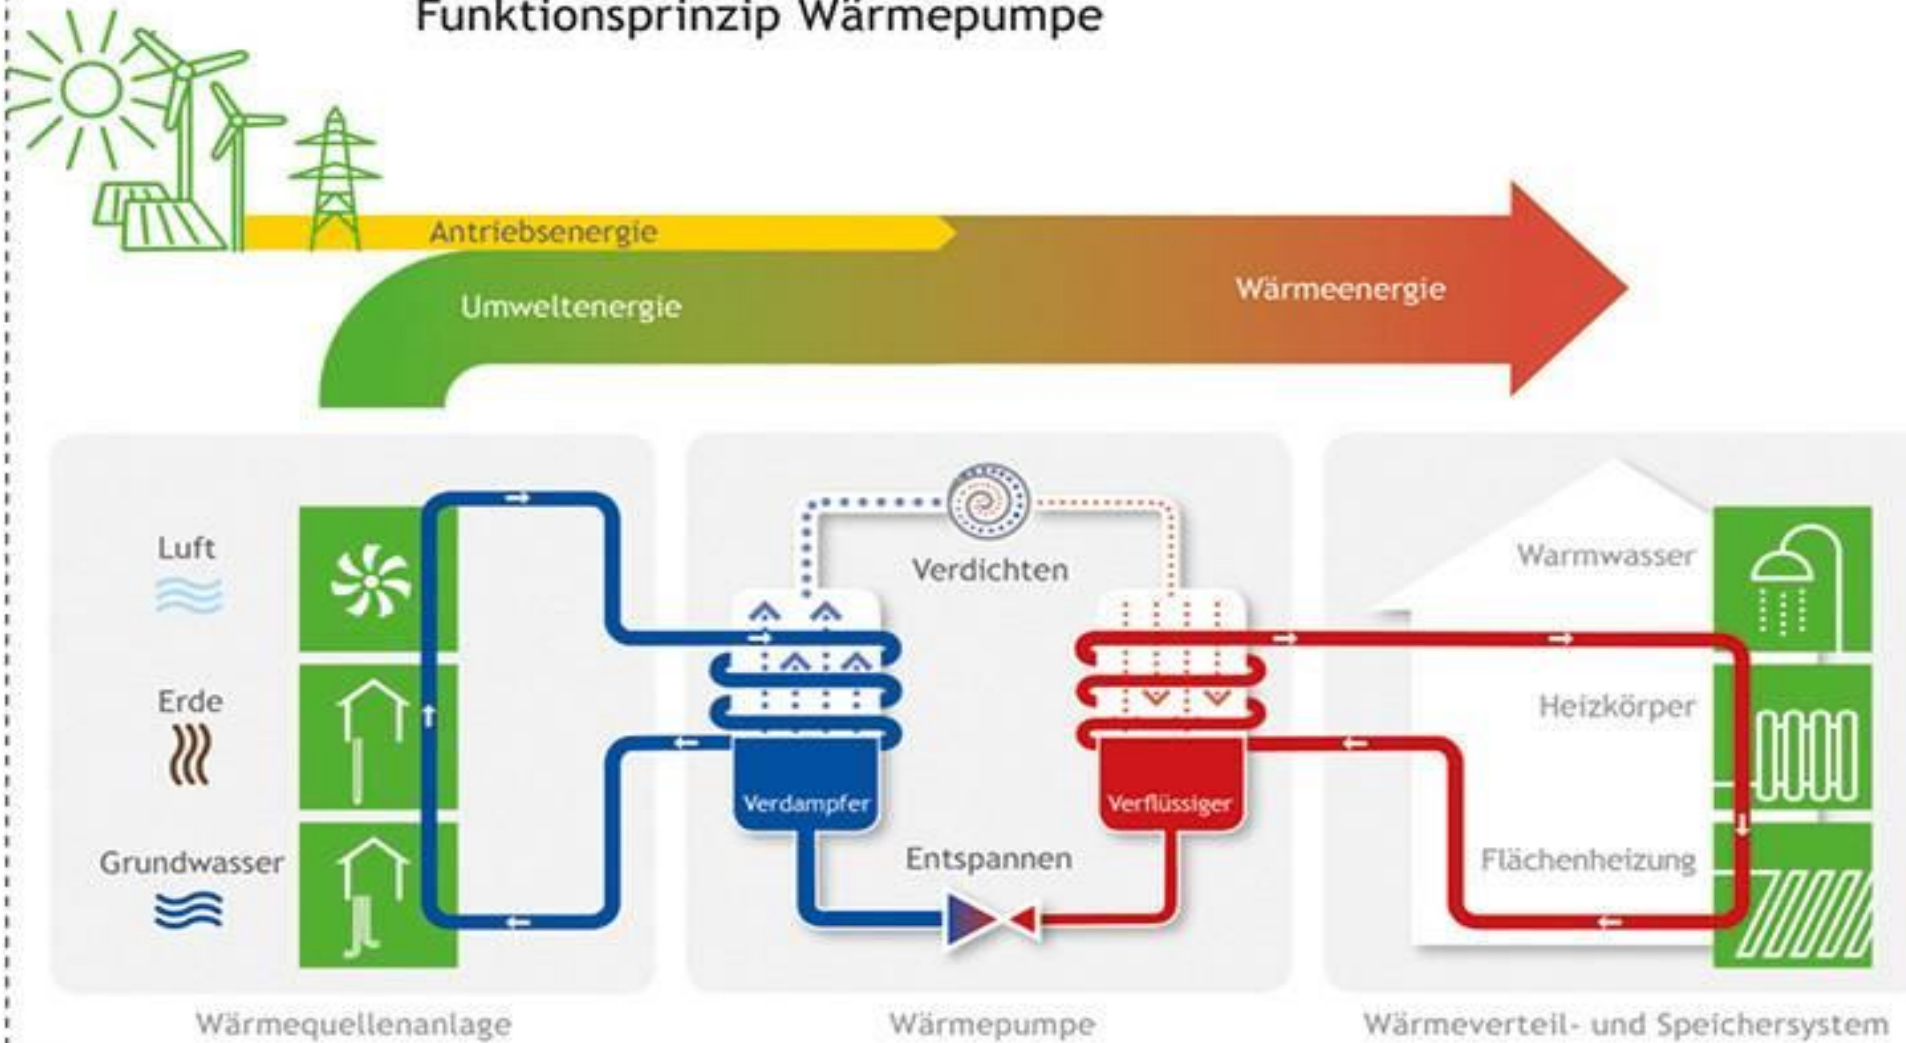 Funktionsprinzip Wärmepumpe
Antriebsenergie
Umweltenergie
Wärmeenergie
Luft
Erde
Grundwasser
Wärmequellenanlage
Verdichten
Verdampfer
Verflüssiger
Entspannen
Wärmepumpe
Warmwasser
Heizkörper
Flächenheizung
Wärmeverteil- und Speichersystem